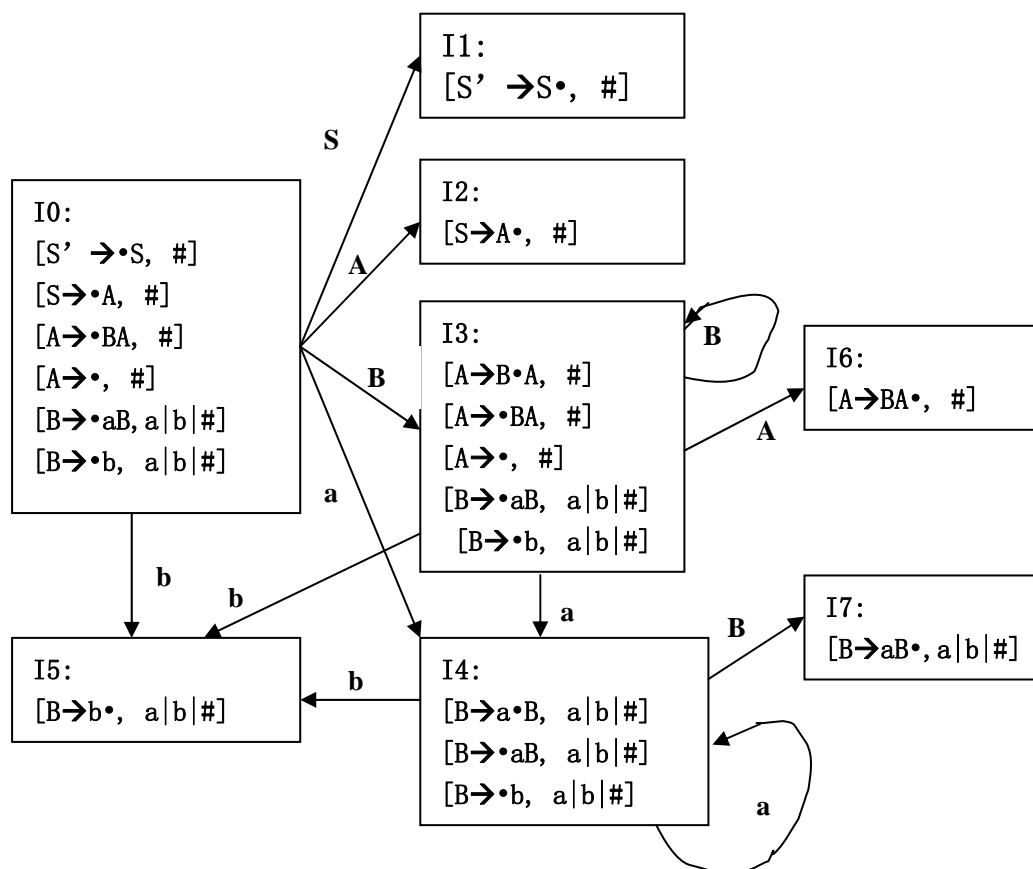 I1:
[S’ →S•, #]
S
I0:
[S’ →•S, #]
[S→•A, #]
[A→•BA, #]
[A→•, #]
[B→•aB,a|b|#]
[B→•b, a|b|#]
I2:
[S→A•, #]
A
B
I3:
[A→B•A, #]
[A→•BA, #]
[A→•, #]
[B→•aB, a|b|#]
[B→•b, a|b|#]
B
I6:
[A→BA•, #]
A
a
b
b
a
I7:
[B→aB•,a|b|#]
B
I5:
[B→b•, a|b|#]
b
I4:
[B→a•B, a|b|#]
[B→•aB, a|b|#]
[B→•b, a|b|#]
a